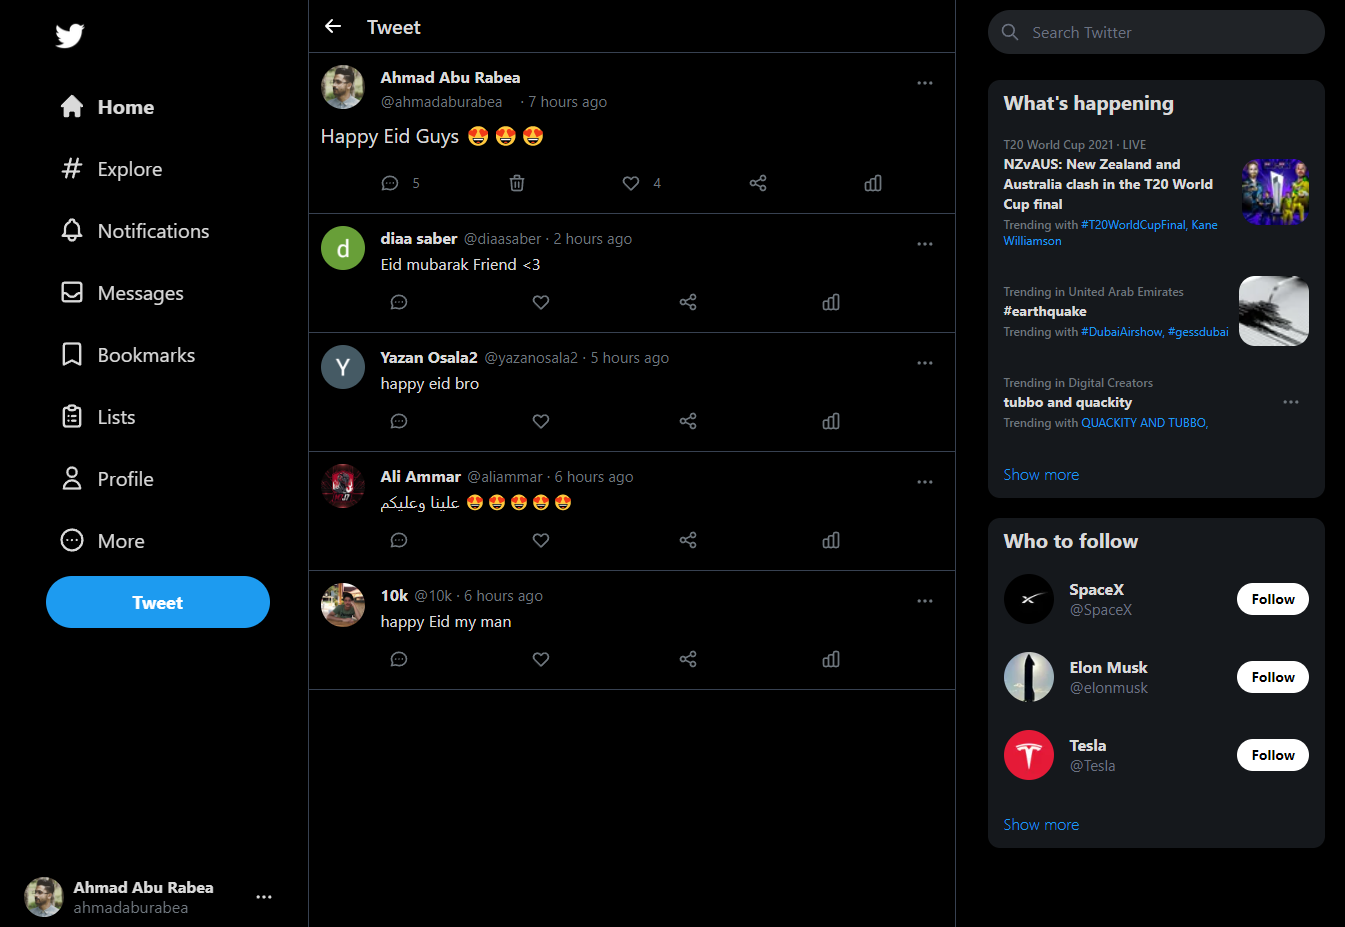 Home
Explore
Notifications
Messages
Bookmarks
Lists
Profile
More
Tweet
Ahmad Abu Rabea
ahmadaburabea
Tweet
Ahmad Abu Rabea
@ahmadaburabea · 7 hours ago
Happy Eid Guys 😍 😍 😍
5 4
diaa saber @diaasaber · 2 hours ago
d
Eid mubarak Friend <3
Yazan Osala2 @yazanosala2 · 5 hours ago
Y
happy eid bro
Ali Ammar @aliammar · 6 hours ago
علينا وعليكم 😍 😍 😍 😍 😍
10k @10k · 6 hours ago
happy Eid my man
Search Twitter
What's happening
T20 World Cup 2021 · LIVE
NZvAUS: New Zealand and
Australia clash in the T20 World
Cup final
Trending with #T20WorldCupFinal, Kane
Williamson
Trending in United Arab Emirates
#earthquake
Trending with #DubaiAirshow, #gessdubai
Trending in Digital Creators
tubbo and quackity
Trending with QUACKITY AND TUBBO,
Show more
Who to follow
SpaceX
@SpaceX
Follow
Elon Musk
@elonmusk
Follow
Tesla
@Tesla
Follow
Show more